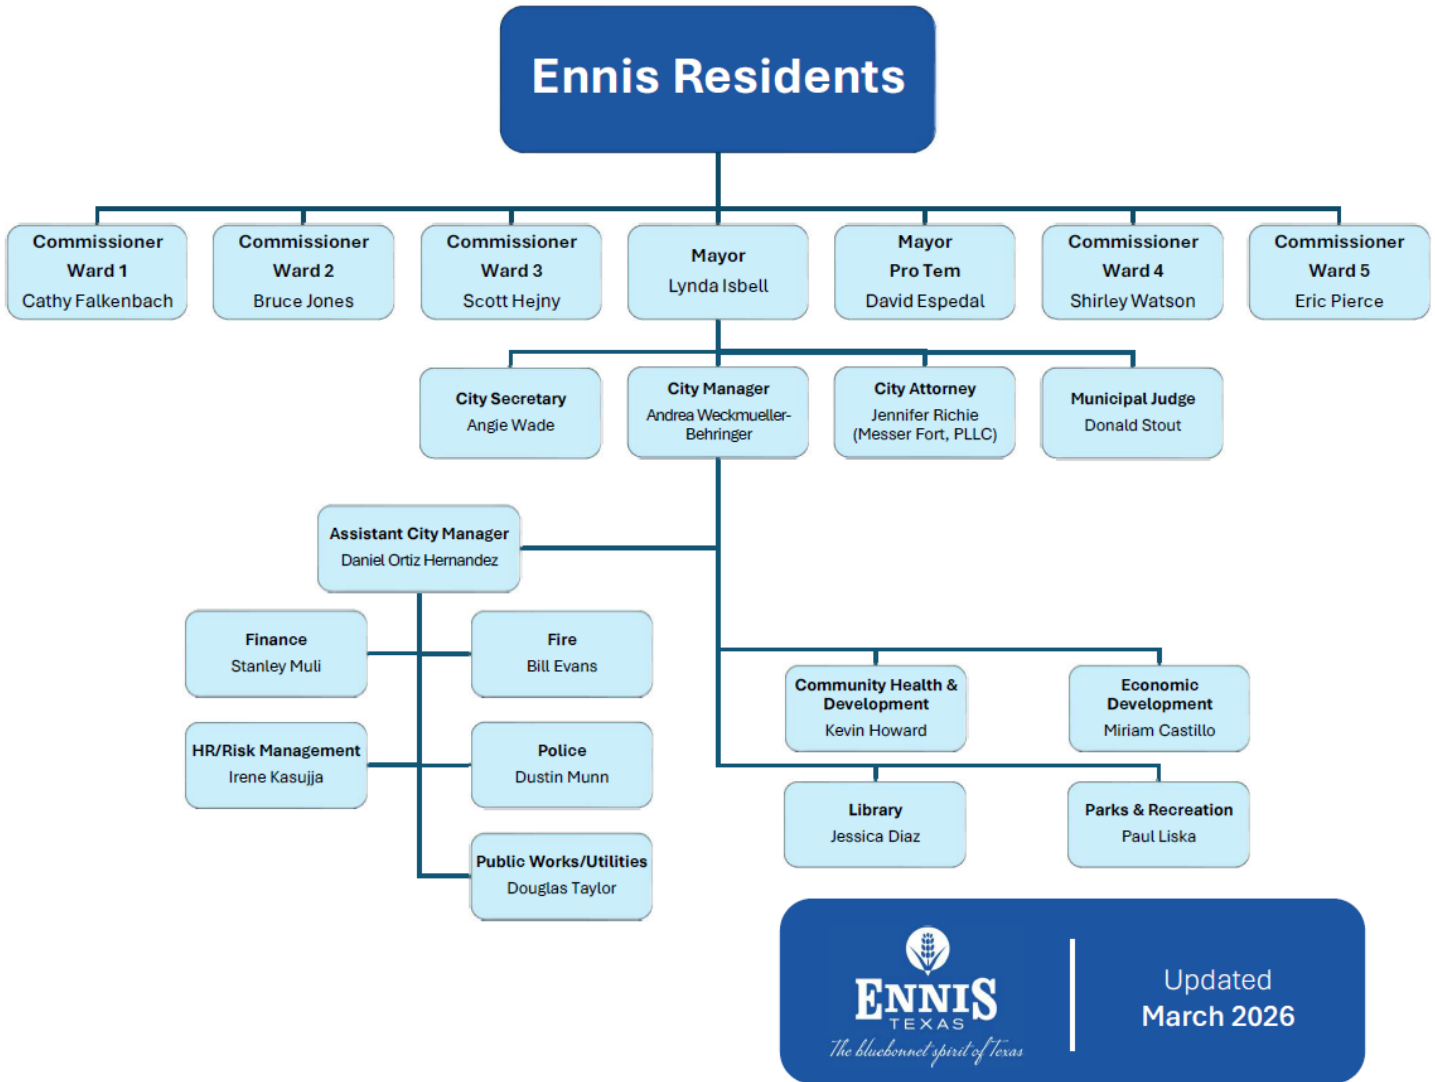 Ennis Residents
Commissioner
Ward 1
Cathy Falkenbach
Commissioner
Ward 2
Bruce Jones
Commissioner
Ward 3
Scott Hejny
Mayor
Lynda Isbell
Mayor
Pro Tem
David Espedal
Commissioner
Ward 4
Shirley Watson
Commissioner
Ward 5
Eric Pierce
City Secretary
Angie Wade
City Manager
Andrea Weckmueller-
Behringer
City Attorney
Jennifer Richie
(Messer Fort, PLLC)
Municipal Judge
Donald Stout
Assistant City Manager
Daniel Ortiz Hernandez
Finance
Stanley Muli
Fire
Bill Evans
HR/Risk Management
Irene Kasujja
Police
Dustin Munn
Public Works/Utilities
Douglas Taylor
Community Health &
Development
Kevin Howard
Economic
Development
Miriam Castillo
Library
Jessica Diaz
Parks & Recreation
Paul Liska
ENNIS
TEXAS
The bluebonnet spirit of Texas
Updated
March 2026